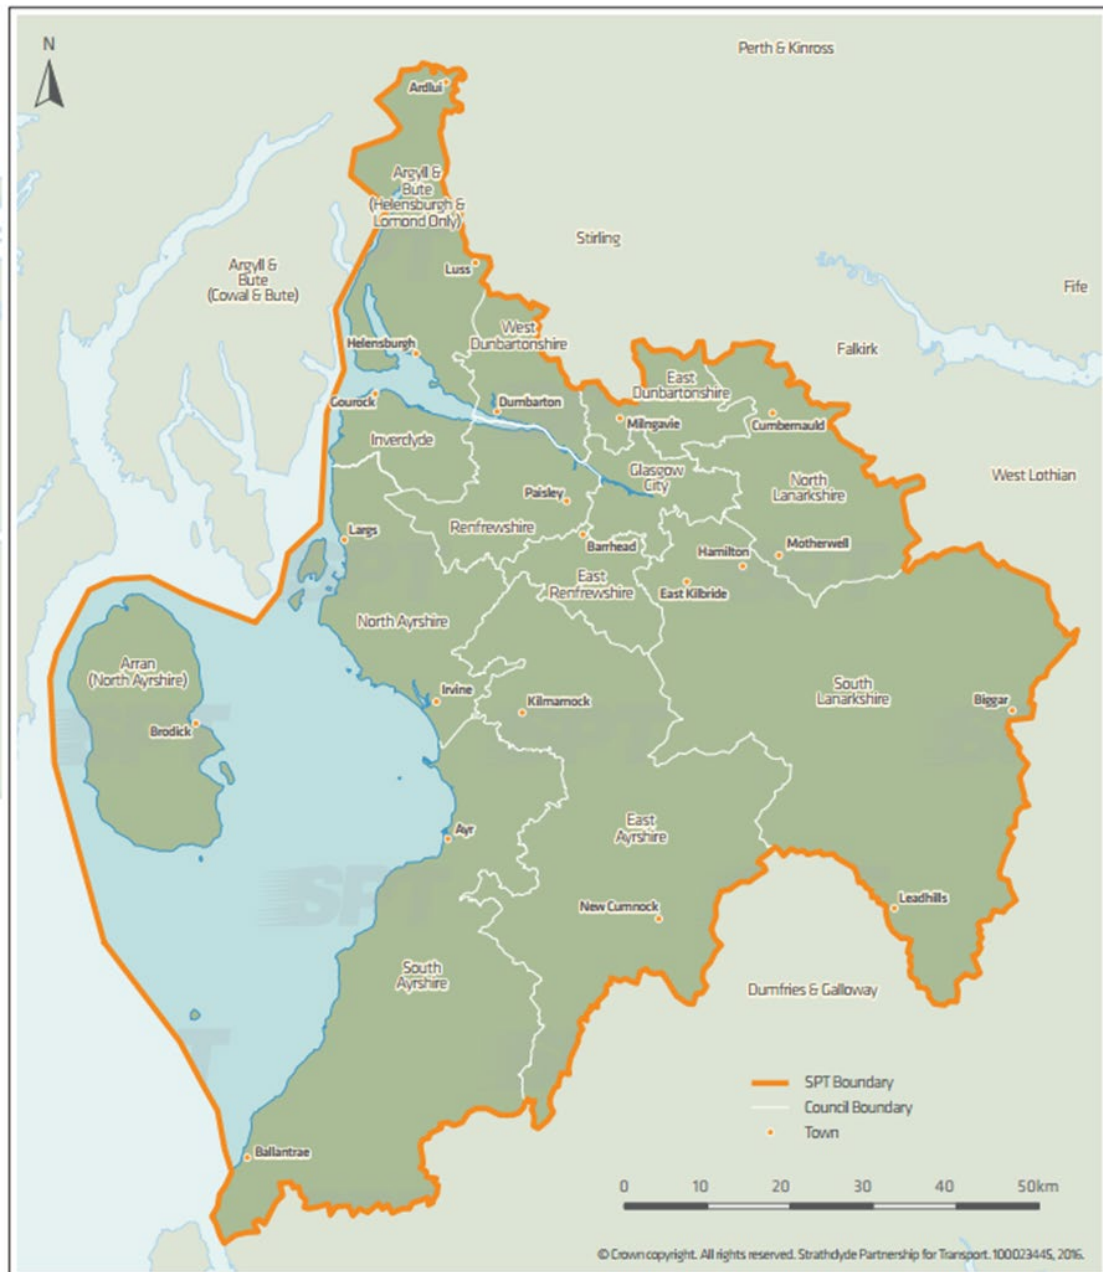 N
Perth & Kinross
Ardlui
Argyll &
Bute
(Helensburgh &
Lomond Only)
Stirling
Argyll &
Bute
(Cowal & Bute)
Luss
Fife
West
Dunbartonshire
Helensburgh
Falkirk
East
Dunbartonshire
Gourock
Dumbarton
Milngavie
Cumbernauld
Inverclyde
Glasgow
City
North
Lanarkshire
West Lothian
Paisley
Renfrewshire
Largs
Barrhead
Hamilton
Motherwell
East
Renfrewshire
East Kilbride
North Ayrshire
Arran
(North Ayrshire)
Irvine
Kilmarnock
South
Lanarkshire
Biggar
Brodick
Ayr
East
Ayrshire
SPT
New Cumnock
Leadhills
South
Ayrshire
Dumfries & Galloway
SPT Boundary
Council Boundary
Town
Ballantrae
0 10 20 30 40 50km
© Crown copyright. All rights reserved. Strathclyde Partnership for Transport. 100023445, 2016.